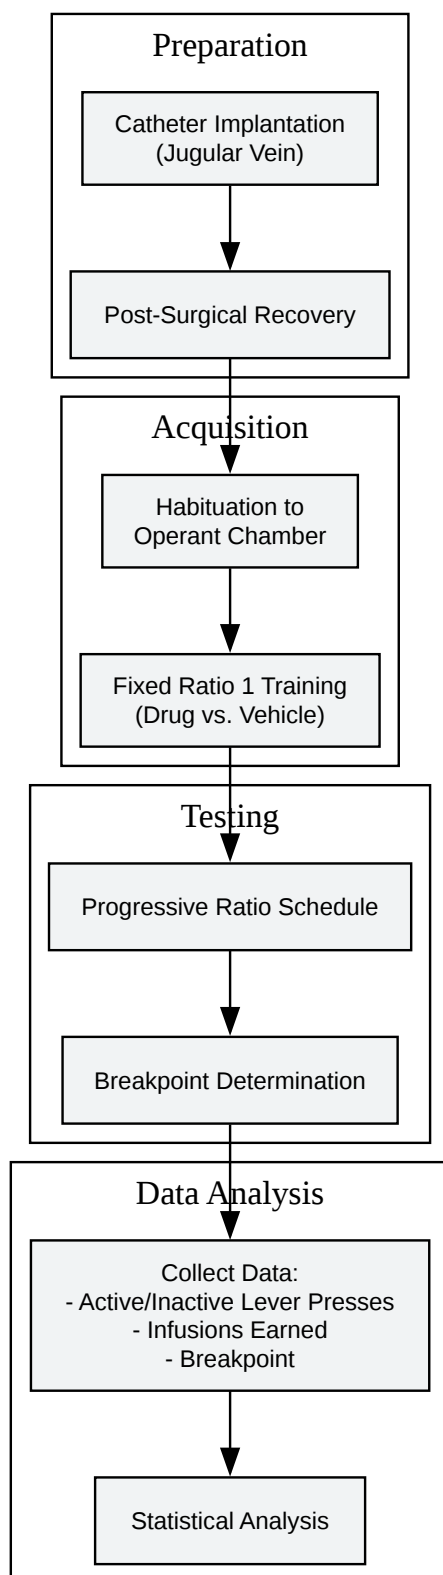 Preparation
Catheter Implantation
(Jugular Vein)
Post-Surgical Recovery
Acquisition
Habituation to
Operant Chamber
Fixed Ratio 1 Training
(Drug vs. Vehicle)
Testing
Progressive Ratio Schedule
Breakpoint Determination
Data Analysis
Collect Data:
- Active/Inactive Lever Presses
- Infusions Earned
- Breakpoint
Statistical Analysis